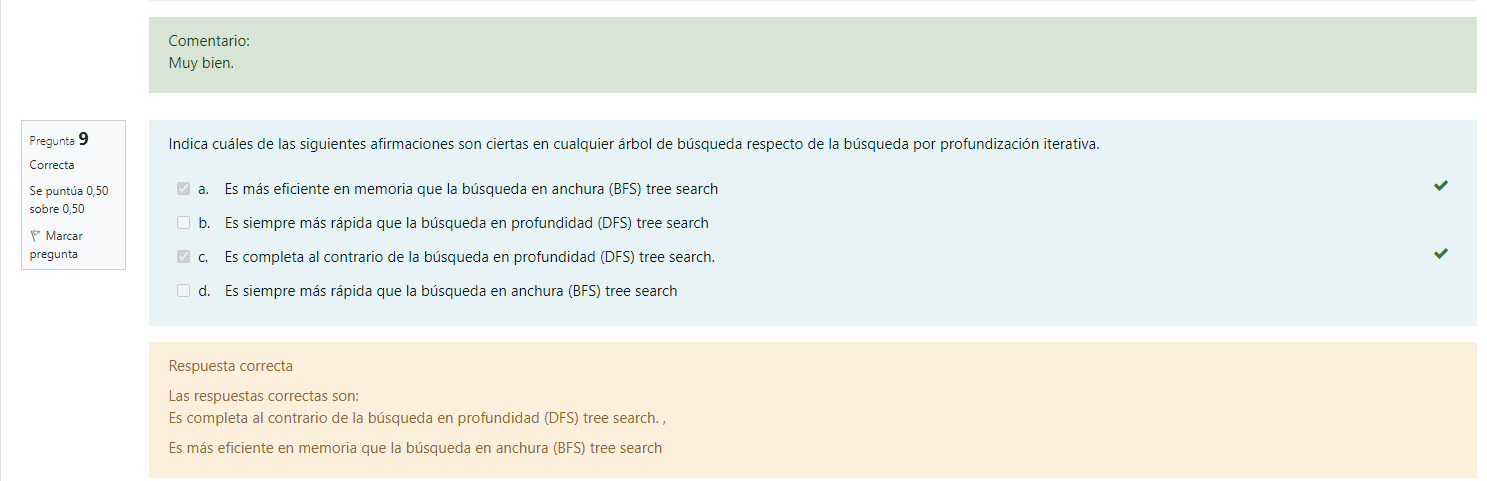 Comentario:
Muy bien.
Pregunta 9
Correcta
Se puntúa 0,50
sobre 0,50
Marcar
pregunta
Indica cuáles de las siguientes afirmaciones son ciertas en cualquier árbol de búsqueda respecto de la búsqueda por profundización iterativa.
a. Es más eficiente en memoria que la búsqueda en anchura (BFS) tree search
b. Es siempre más rápida que la búsqueda en profundidad (DFS) tree search
c. Es completa al contrario de la búsqueda en profundidad (DFS) tree search.
d. Es siempre más rápida que la búsqueda en anchura (BFS) tree search
Respuesta correcta
Las respuestas correctas son:
Es completa al contrario de la búsqueda en profundidad (DFS) tree search. ,
Es más eficiente en memoria que la búsqueda en anchura (BFS) tree search